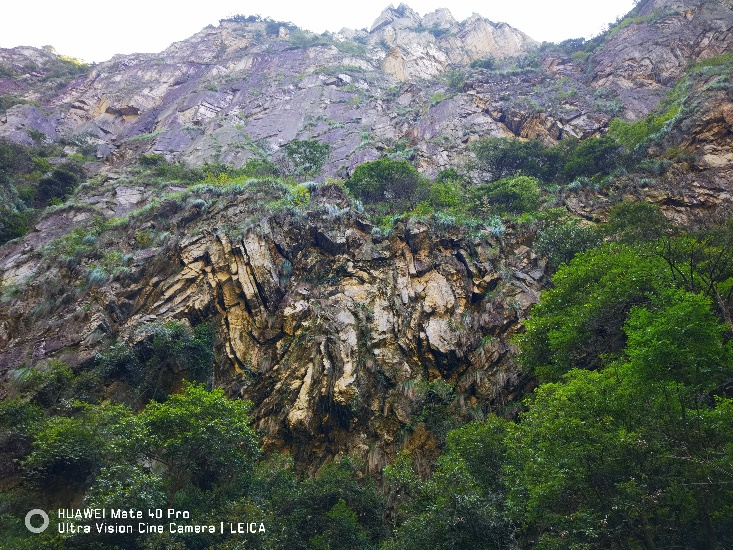 HUAWEI Mate 40 Pro
Ultra Vision Cine Camera | LEICA